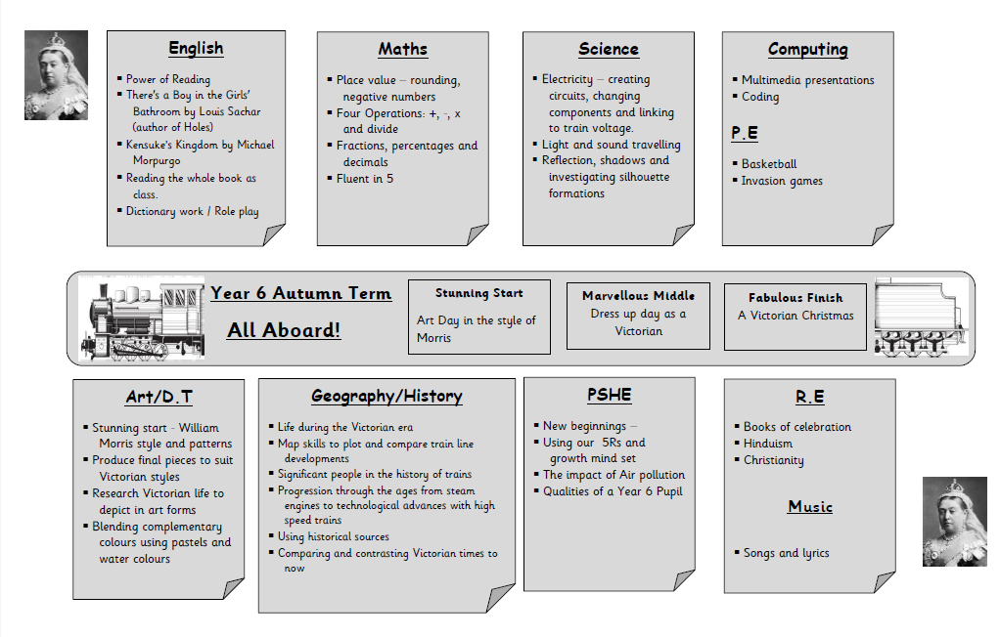 English
▪ Power of Reading
▪ There's a Boy in the Girls'
Bathroom by Louis Sachar
(author of Holes)
▪ Kensuke's Kingdom by Michael
Morpurgo
▪ Reading the whole book as
class.
▪ Dictionary work / Role play
Maths
▪ Place value – rounding,
negative numbers
▪ Four Operations: +, -, x
and divide
▪ Fractions, percentages and
decimals
▪ Fluent in 5
Science
▪ Electricity – creating
circuits, changing
components and linking
to train voltage.
▪ Light and sound travelling
▪ Reflection, shadows and
investigating silhouette
formations
Computing
▪ Multimedia presentations
▪ Coding
P.E
▪ Basketball
▪ Invasion games
Year 6 Autumn Term
All Aboard!
Stunning Start
Art Day in the style of
Morris
Marvellous Middle
Dress up day as a
Victorian
Fabulous Finish
A Victorian Christmas
Art/D.T
▪ Stunning start - William
Morris style and patterns
▪ Produce final pieces to suit
Victorian styles
▪ Research Victorian life to
depict in art forms
▪ Blending complementary
colours using pastels and
water colours
Geography/History
▪ Life during the Victorian era
▪ Map skills to plot and compare train line
developments
▪ Significant people in the history of trains
▪ Progression through the ages from steam
engines to technological advances with high
speed trains
▪ Using historical sources
▪ Comparing and contrasting Victorian times to
now
PSHE
▪ New beginnings –
▪ Using our 5Rs and
growth mind set
▪ The impact of Air pollution
▪ Qualities of a Year 6 Pupil
R.E
▪ Books of celebration
▪ Hinduism
▪ Christianity
Music
▪ Songs and lyrics